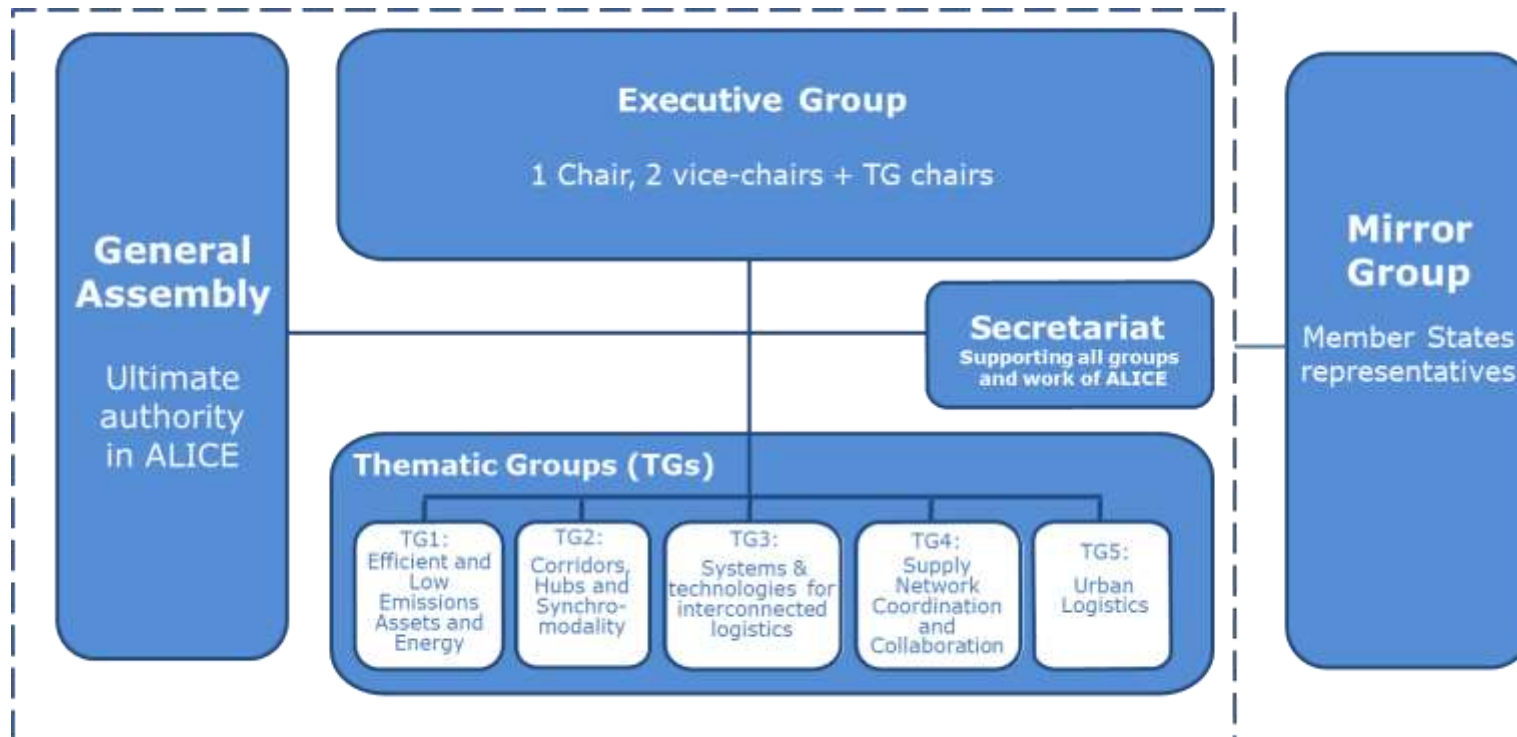 General
Assembly
Ultimate
authority
in ALICE
Executive Group
1 Chair, 2 vice-chairs + TG chairs
Secretariat
Supporting all groups
and work of ALICE
Mirror
Group
Member States
representatives
Thematic Groups (TGs)
TG1:
Efficient and
Low
Emissions
Assets and
Energy
TG2:
Corridors,
Hubs and
Synchro-
modality
TG3:
Systems &
technologies for
interconnected
logistics
TG4:
Supply
Network
Coordination
and
Collaboration
TG5:
Urban
Logistics